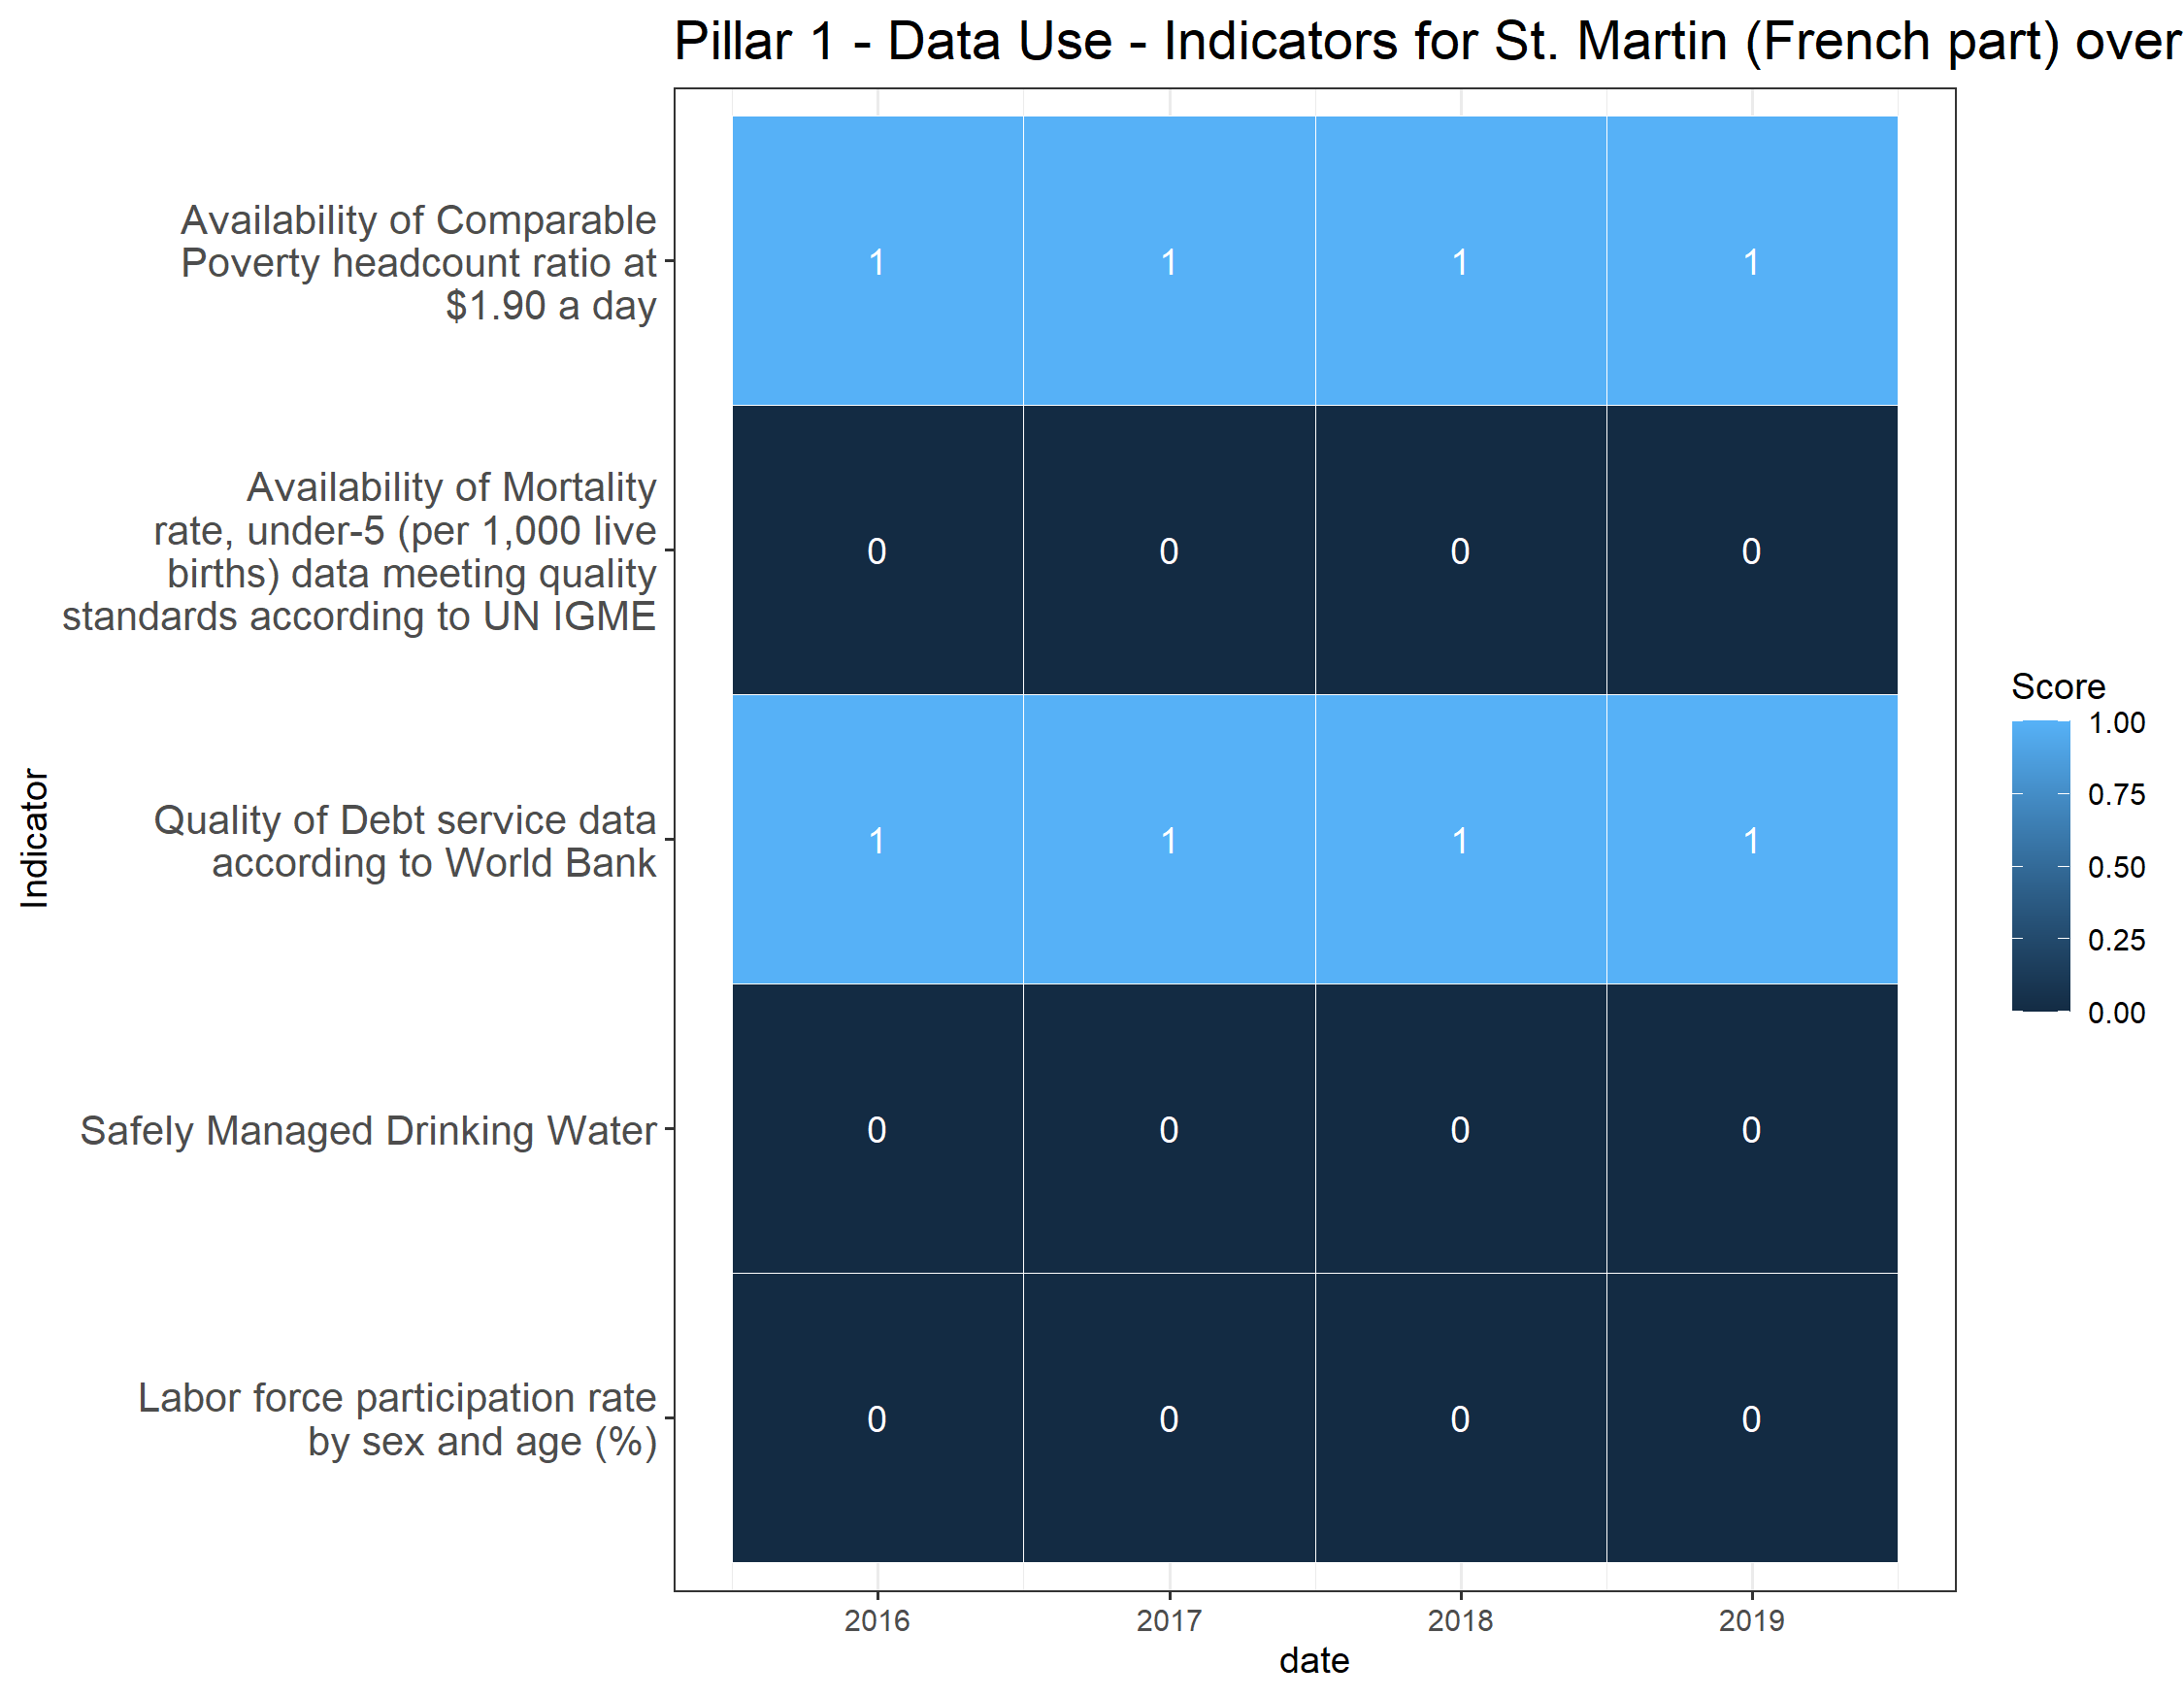 Pillar 1 - Data Use - Indicators for St. Martin (French part) over
Availability of Comparable
Poverty headcount ratio at
$1.90 a day
1 1 1 1
Availability of Mortality
rate, under-5 (per 1,000 live
births) data meeting quality
standards according to UN IGME
0 0 0 0
Quality of Debt service data
according to World Bank
1 1 1 1
Safely Managed Drinking Water
0 0 0 0
Labor force participation rate
by sex and age (%)
0 0 0 0
Indicator
2016 2017 2018 2019
date
Score
1.00
0.75
0.50
0.25
0.00